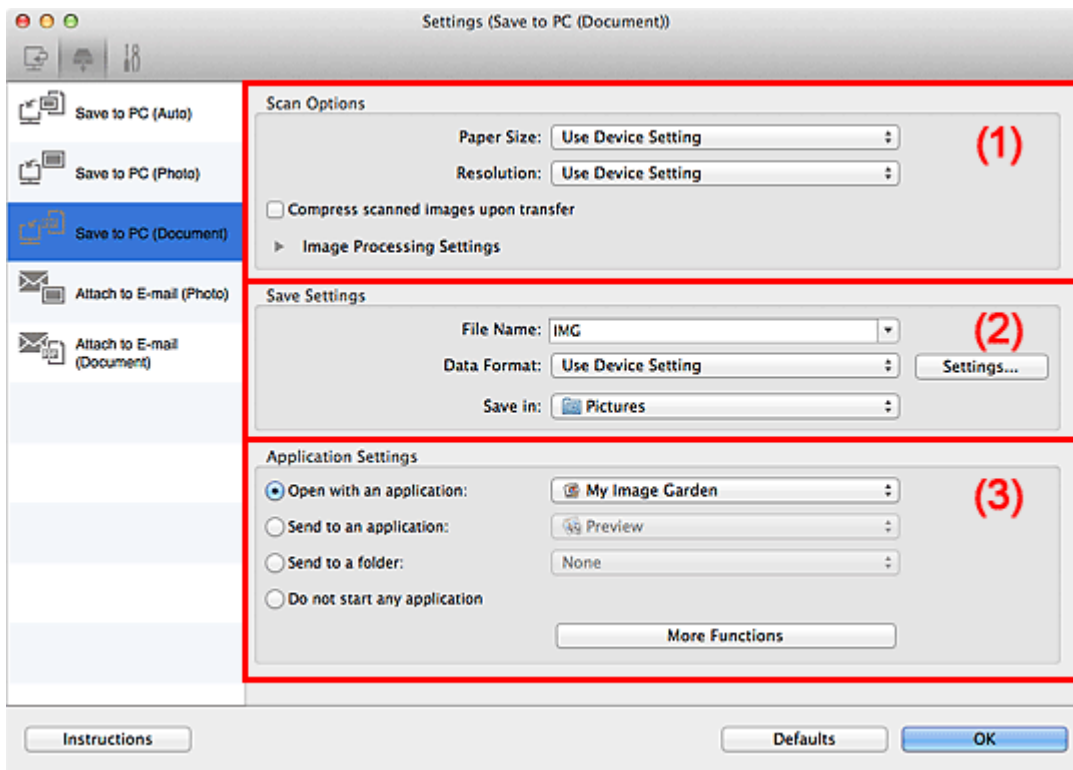 Settings (Save to PC (Document))
Save to PC (Auto)
Save to PC (Photo)
Save to PC (Document)
Attach to E-mail (Photo)
Attach to E-mail
(Document)
Scan Options
(1)
Paper Size: Use Device Setting
Resolution: Use Device Setting
Compress scanned images upon transfer
Image Processing Settings
Save Settings
(2)
File Name: IMG
Data Format: Use Device Setting Settings...
Save in: Pictures
Application Settings
(3)
Open with an application: My Image Garden
Send to an application: Preview
Send to a folder: None
Do not start any application
More Functions
Instructions Defaults OK